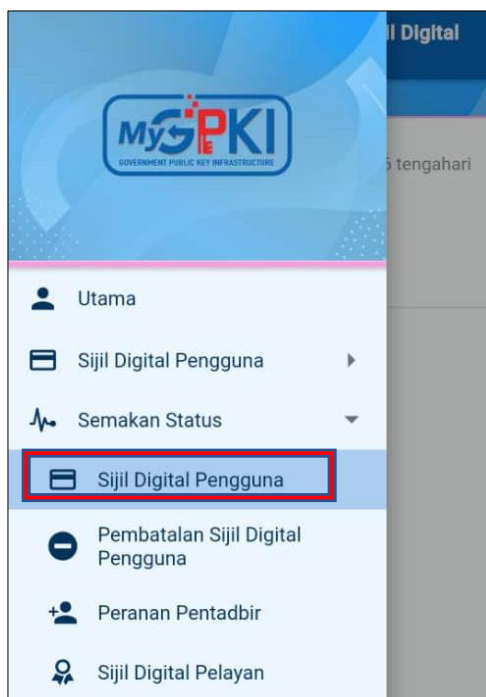 l Digital
MyGPKI
GOVERNMENT PUBLIC KEY INFRASTRUCTURE
tengahari
Utama
Sijil Digital Pengguna
Semakan Status
Sijil Digital Pengguna
Pembatalan Sijil Digital
Pengguna
Peranan Pentadbir
Sijil Digital Pelayan